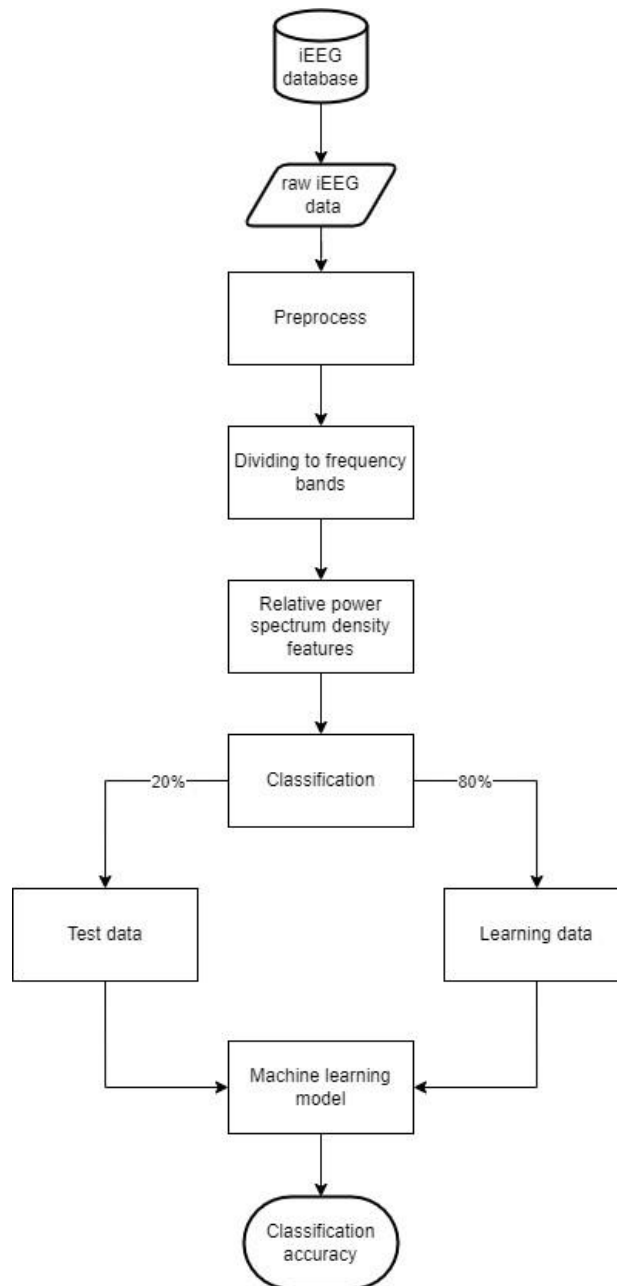 iEEG
database
raw iEEG
data
Preprocess
Dividing to frequency
bands
Relative power
spectrum density
features
20%
Classification
80%
Test data
Learning data
Machine learning
model
Classification
accuracy